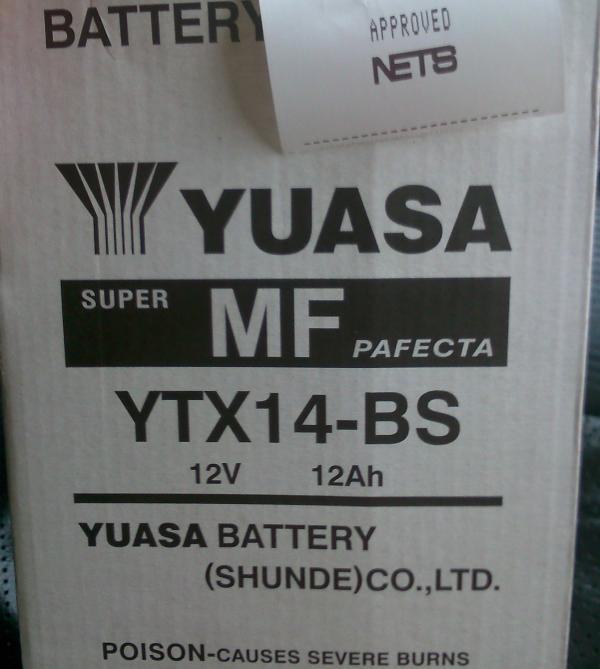 BATTERY
APPROVED
NETS
YUASA
SUPER MF PAFECTA
YTX14-BS
12V 12Ah
YUASA BATTERY
(SHUNDE)CO.,LTD.
POISON-CAUSES SEVERE BURNS